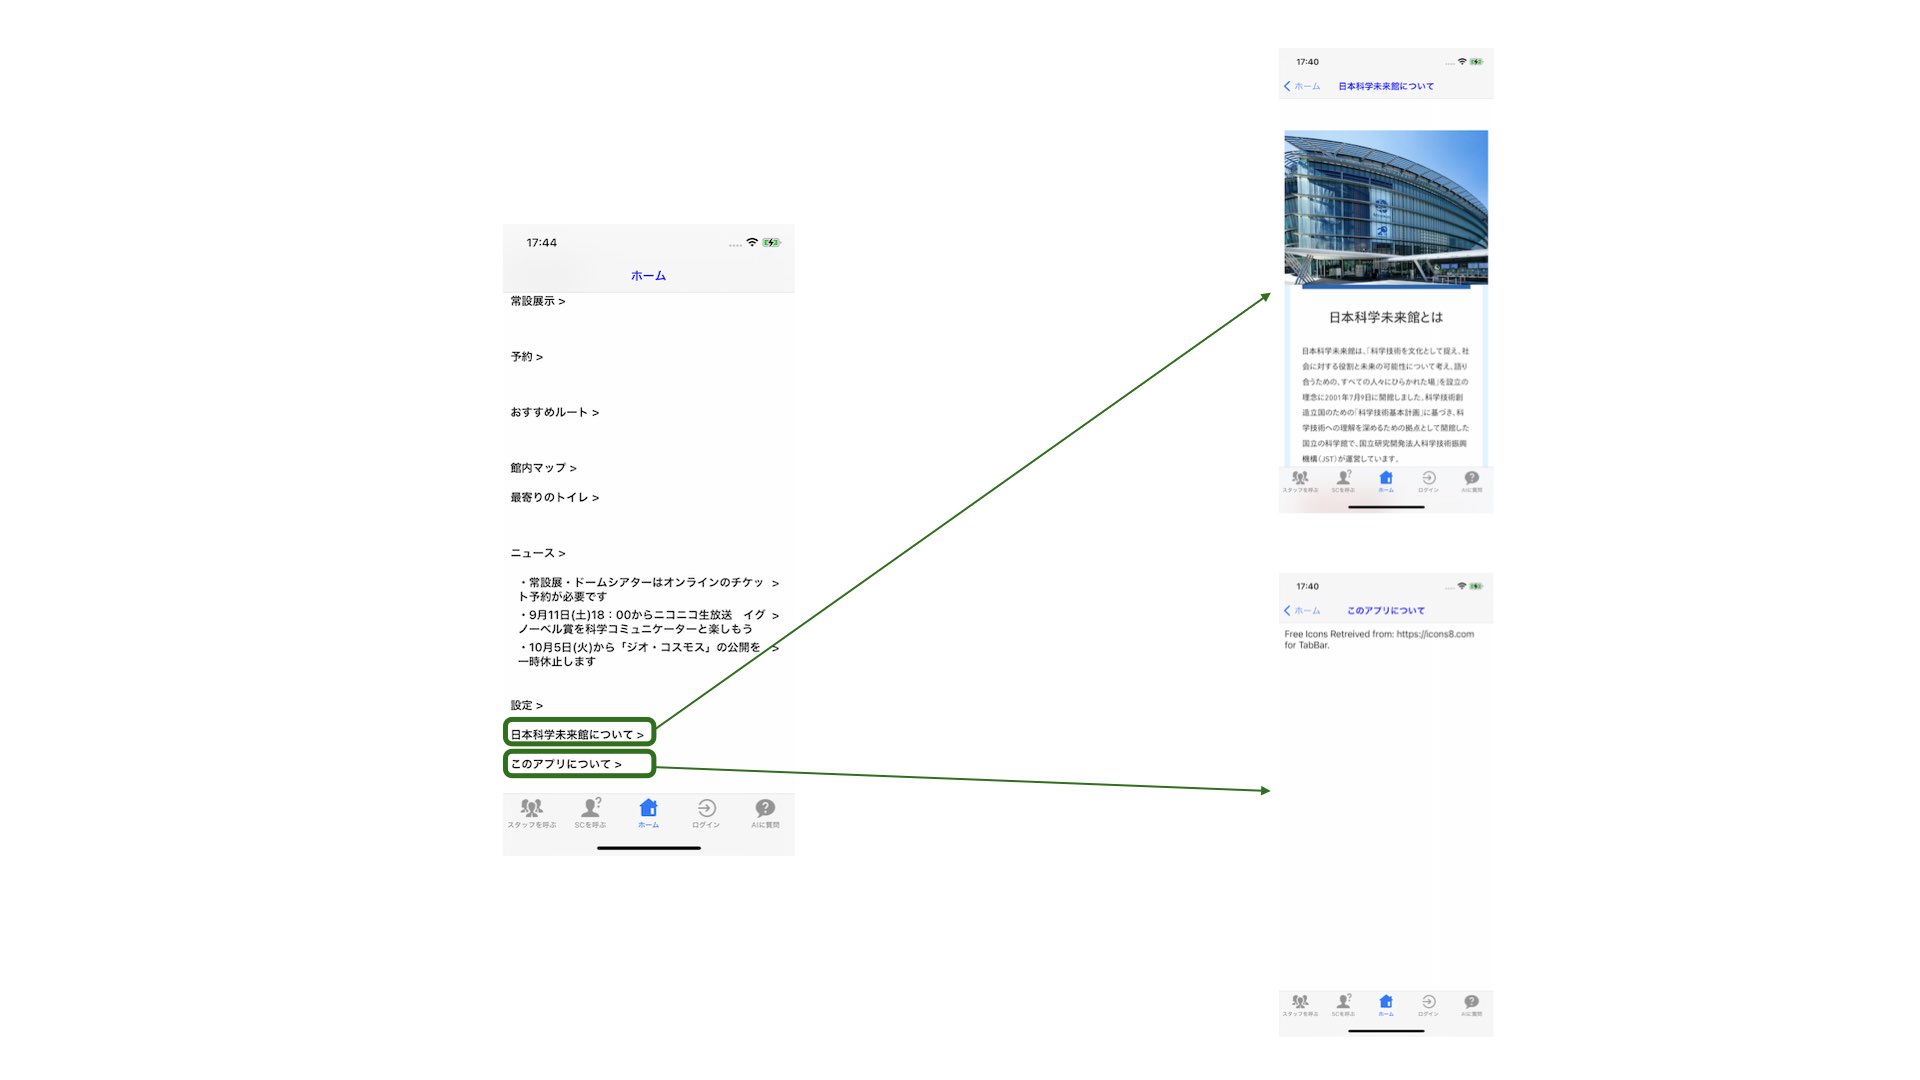 17:44
ホーム
常設展示 >
予約 >
おすすめルート >
館内マップ >
最寄りのトイレ >
ニュース >
・常設展・ドームシアターはオンラインのチケッ >
ト予約が必要です
・9月11日(土)18：00からニコニコ生放送　イグ >
ノーベル賞を科学コミュニケーターと楽しもう
・10月5日(火)から「ジオ・コスモス」の公開を >
一時休止します
設定 >
日本科学未来館について >
このアプリについて >
スタッフを呼ぶ
SCを呼ぶ
ホーム
ログイン
AIに質問
17:40
ホーム
日本科学未来館について
日本科学未来館とは
日本科学未来館は、「科学技術を文化として捉え、社
会に対する役割と未来の可能性について考え、語り
合うための、すべての人々にひらかれた場」を設立の
理念に2001年7月9日に開館しました。科学技術創
造立国のための「科学技術基本計画」に基づき、科
学技術への理解を深めるための拠点として開館した
国立の科学館で、国立研究開発法人科学技術振興
機構（JST）が運営しています。
スタッフを呼ぶ
SCを呼ぶ
ホーム
ログイン
AIに質問
17:40
ホーム
このアプリについて
Free Icons Retreived from: https://icons8.com
for TabBar.
スタッフを呼ぶ
SCを呼ぶ
ホーム
ログイン
AIに質問